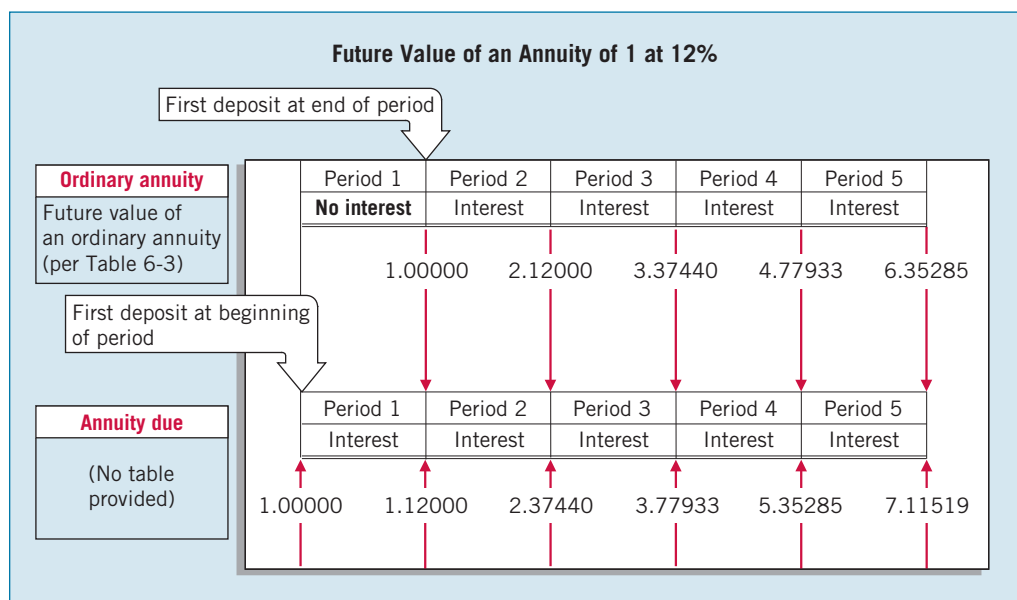 Future Value of an Annuity of 1 at 12%
First deposit at end of period
Ordinary annuity
Future value of
an ordinary annuity
(per Table 6-3)
Period 1 Period 2 Period 3 Period 4 Period 5
No interest Interest Interest Interest Interest
1.00000 2.12000 3.37440 4.77933 6.35285
First deposit at beginning
of period
Annuity due
(No table
provided)
Period 1 Period 2 Period 3 Period 4 Period 5
Interest Interest Interest Interest Interest
1.00000 1.12000 2.37440 3.77933 5.35285 7.11519